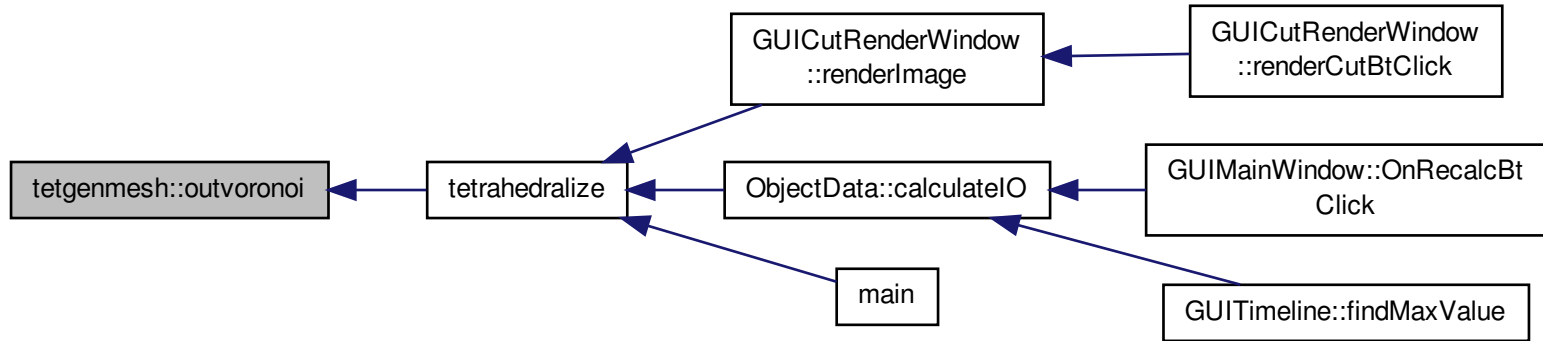 GUICutRenderWindow
::renderImage
GUICutRenderWindow
::renderCutBtClick
tetgenmesh::outvoronoi
tetrahedralize
ObjectData::calculateIO
GUIMainWindow::OnRecalcBt
Click
main
GUITimeline::findMaxValue